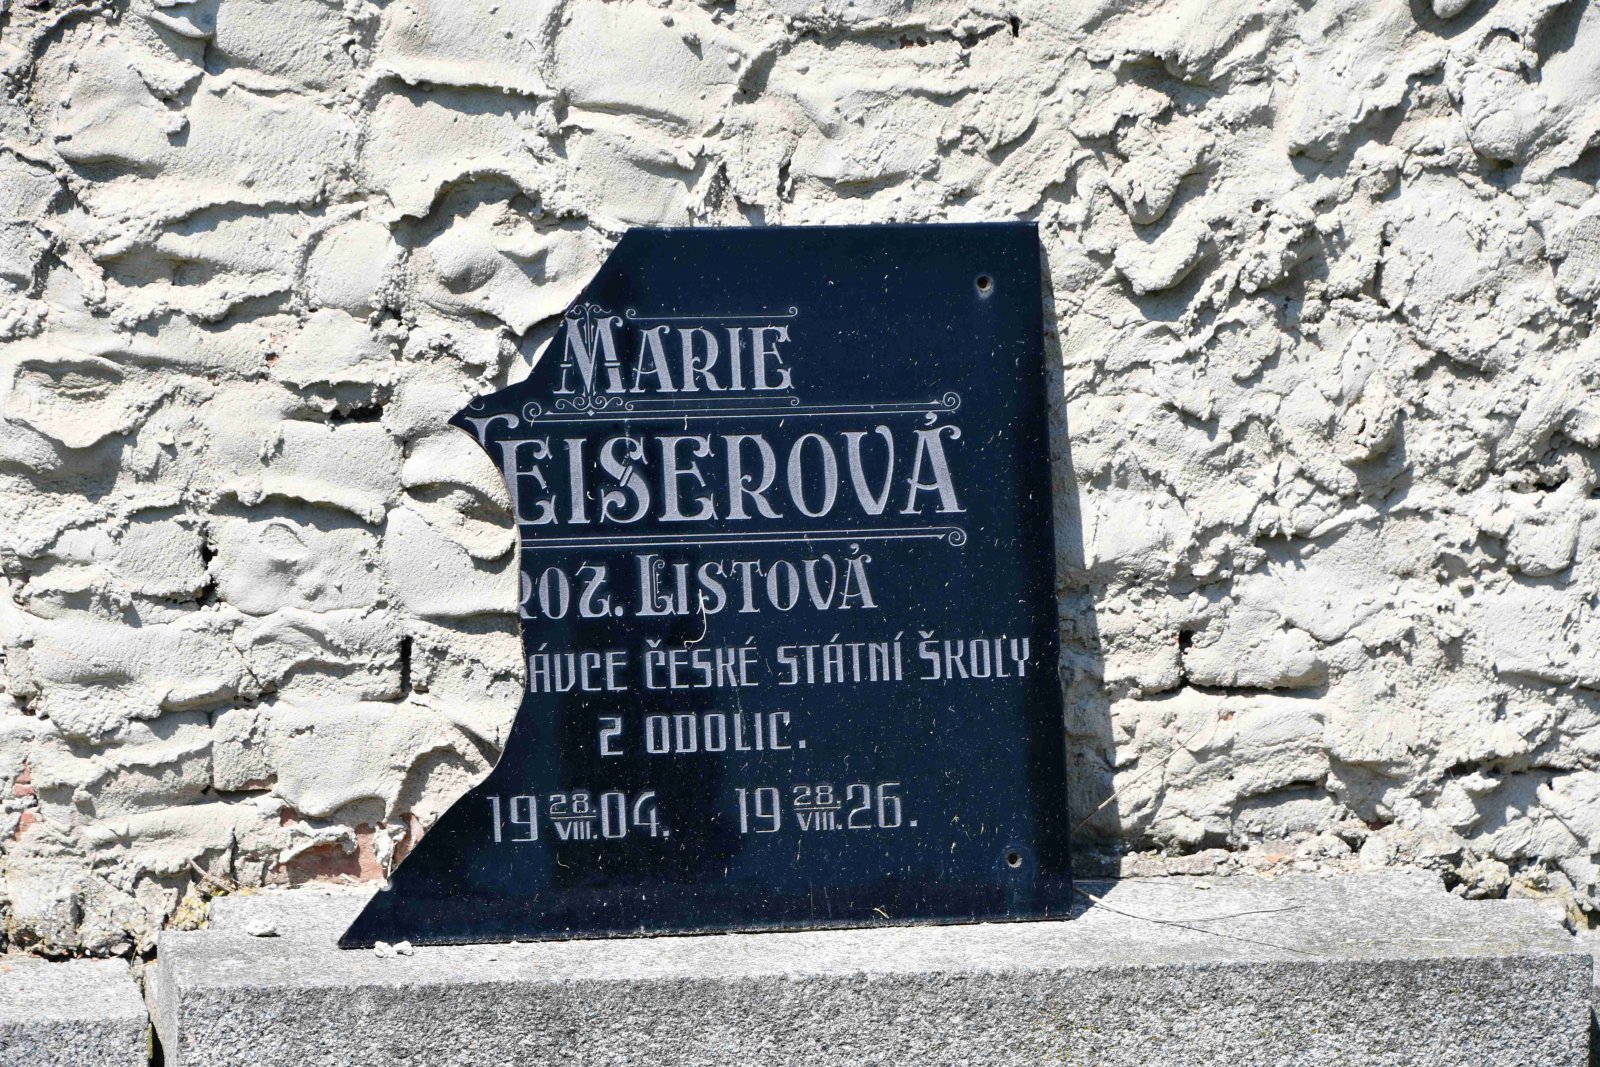 MARIE
EISEROVÁ
ROZ. LISTOVÁ
ÁVCE ČESKÉ STÁTNÍ ŠKOLY
Z ODOLIC.
19 28./VIII. 04. 19 28./VIII. 26.